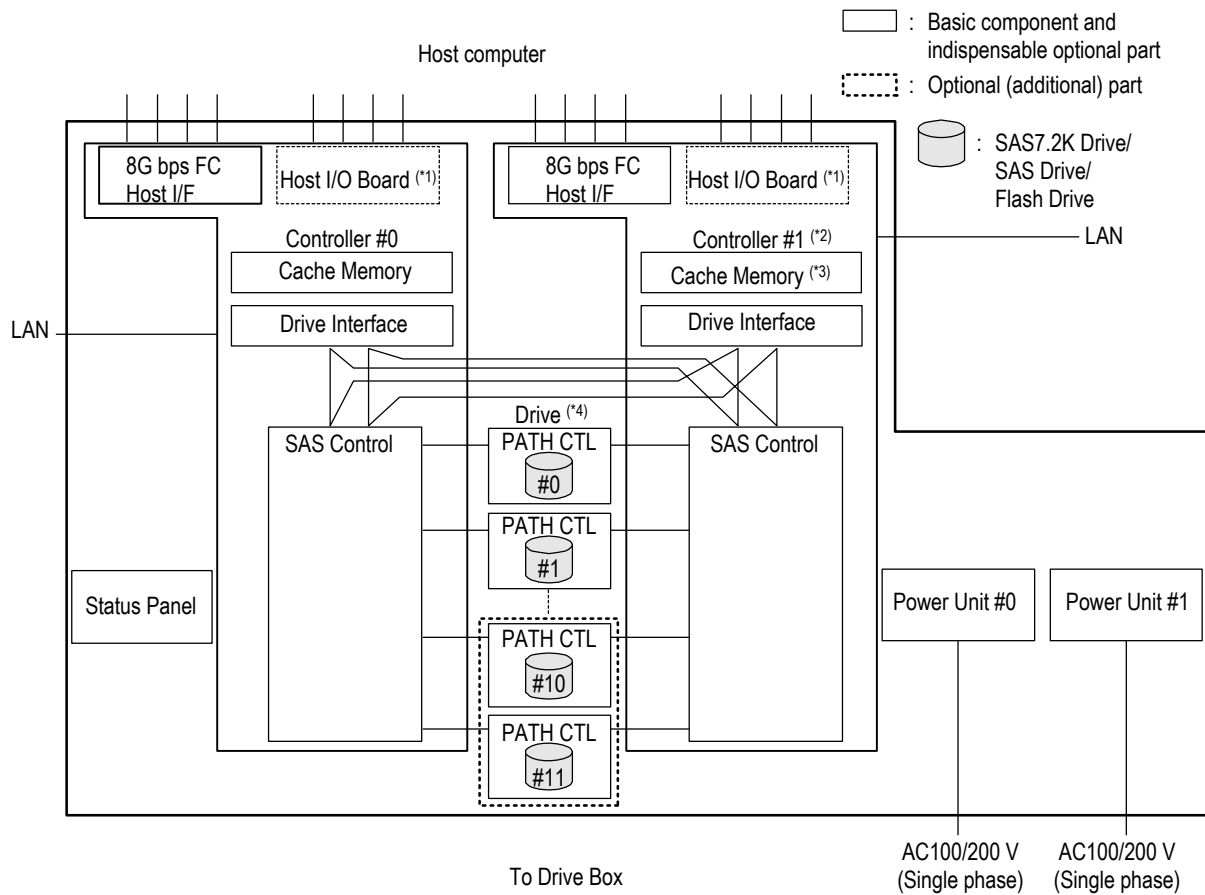 Host computer
: Basic component and
indispensable optional part
: Optional (additional) part
: SAS7.2K Drive/
SAS Drive/
Flash Drive
8G bps FC
Host I/F
Host I/O Board (*1)
8G bps FC
Host I/F
Host I/O Board (*1)
Controller #0
Cache Memory
Drive Interface
Controller #1 (*2)
Cache Memory (*3)
Drive Interface
LAN
LAN
Drive (*4)
SAS Control
PATH CTL
#0
SAS Control
PATH CTL
#1
PATH CTL
#10
PATH CTL
#11
Status Panel
Power Unit #0
Power Unit #1
AC100/200 V
(Single phase)
AC100/200 V
(Single phase)
To Drive Box